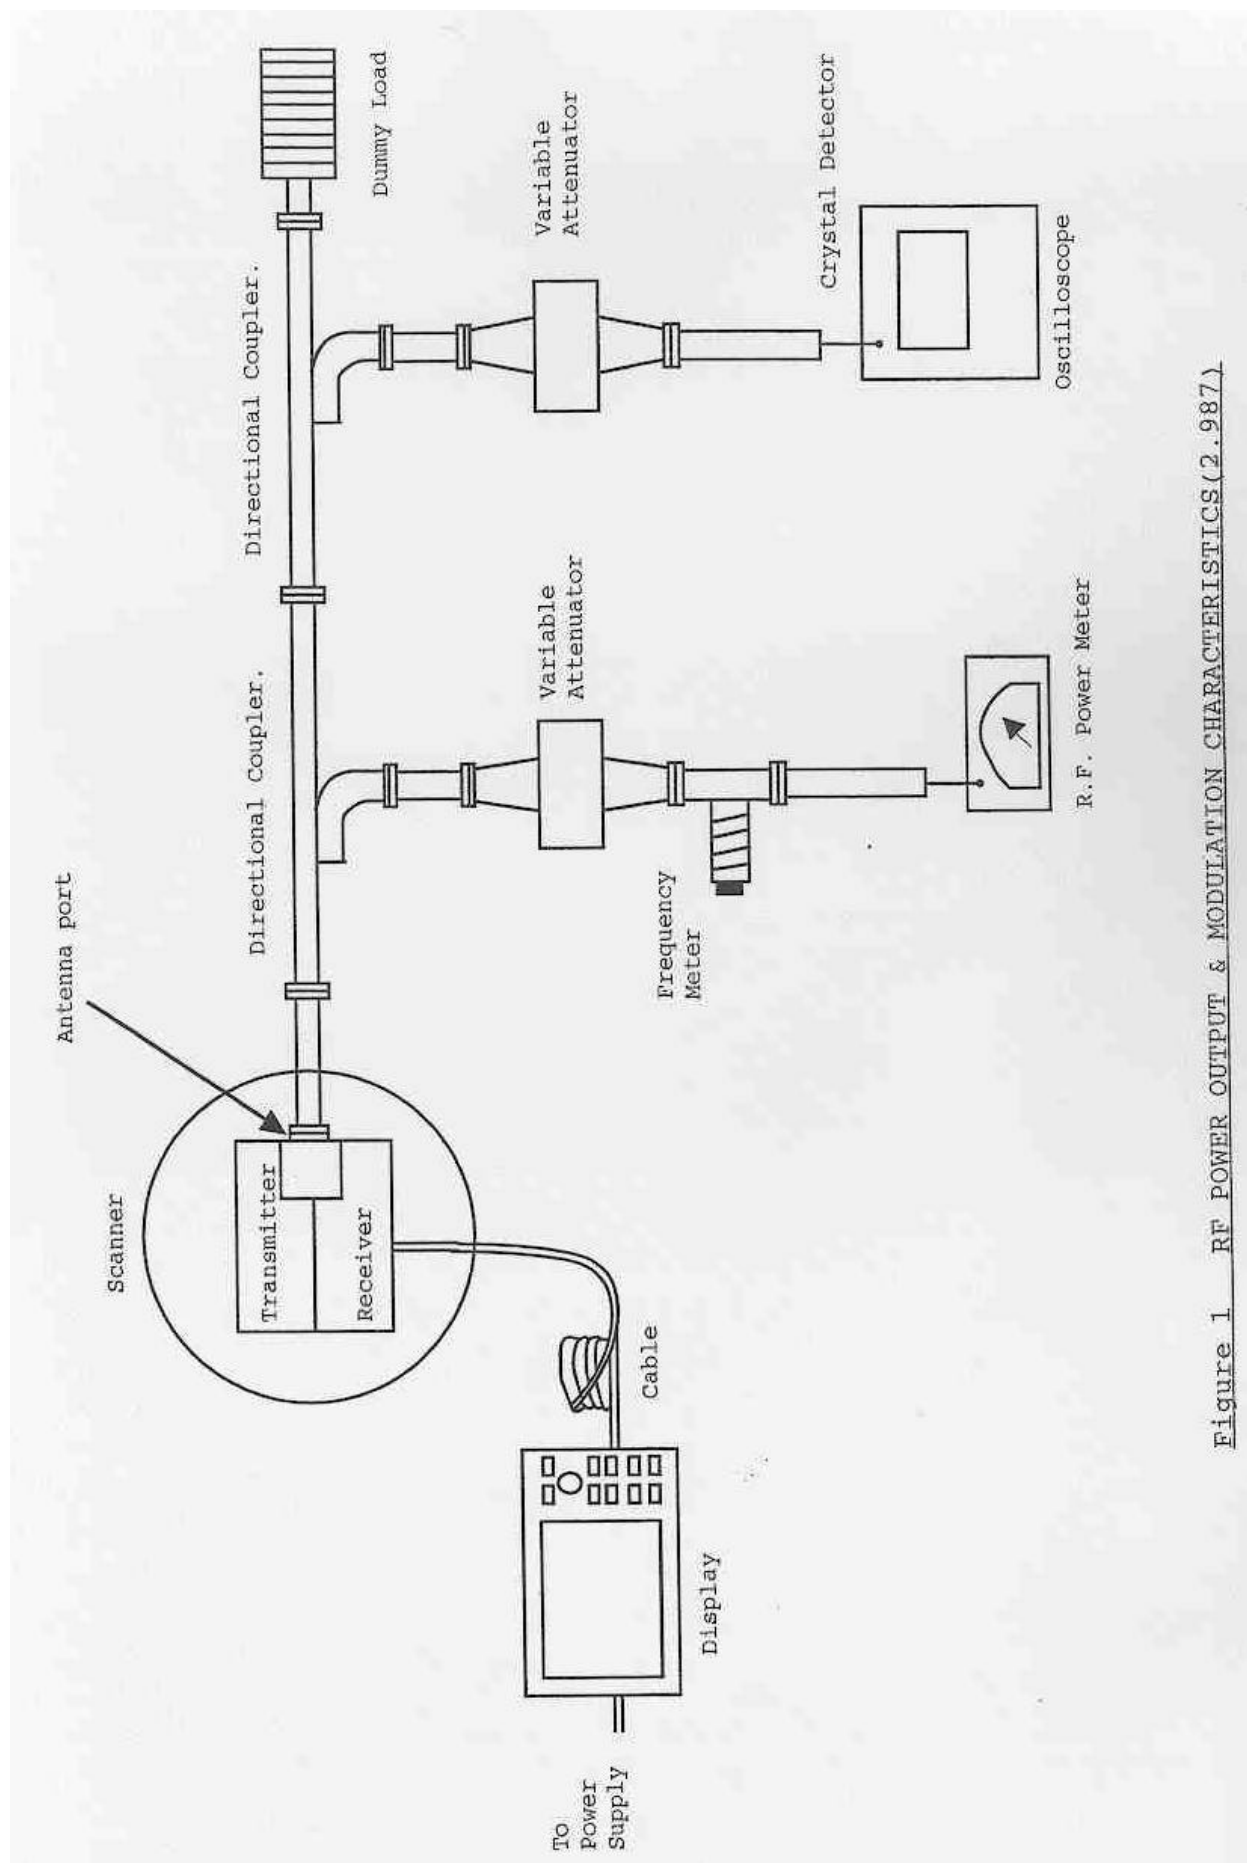 Antenna port
Scanner
Transmitter
Receiver
Directional Coupler.
Directional Coupler.
Dummy Load
Variable
Attenuator
Variable
Attenuator
Frequency
Meter
Crystal Detector
Oscilloscope
R.F. Power Meter
Cable
Display
To
Power
Supply
Figure 1 RF POWER OUTPUT & MODULATION CHARACTERISTICS(2.987)